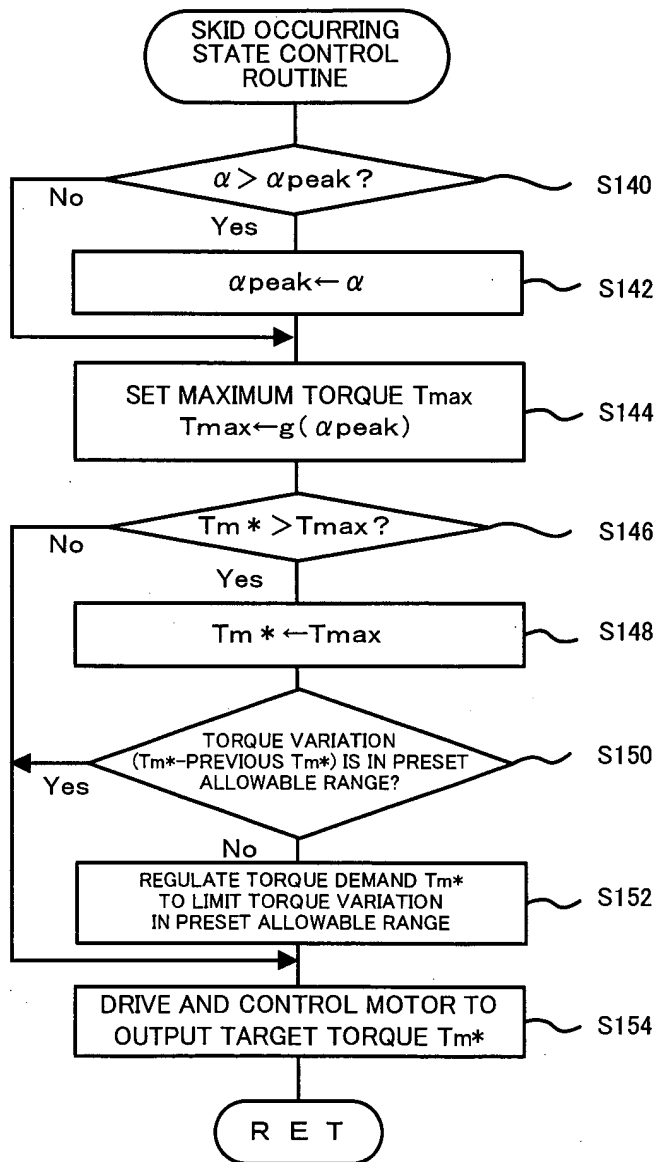 SKID OCCURRING
STATE CONTROL
ROUTINE
α > αpeak?
S140
No
Yes
αpeak←α
S142
SET MAXIMUM TORQUE Tmax
Tmax←g(αpeak)
S144
Tm*>Tmax?
S146
No
Yes
Tm*←Tmax
S148
TORQUE VARIATION
(Tm*-PREVIOUS Tm*) IS IN PRESET
ALLOWABLE RANGE?
S150
Yes
No
REGULATE TORQUE DEMAND Tm*
TO LIMIT TORQUE VARIATION
IN PRESET ALLOWABLE RANGE
S152
DRIVE AND CONTROL MOTOR TO
OUTPUT TARGET TORQUE Tm*
S154
RET